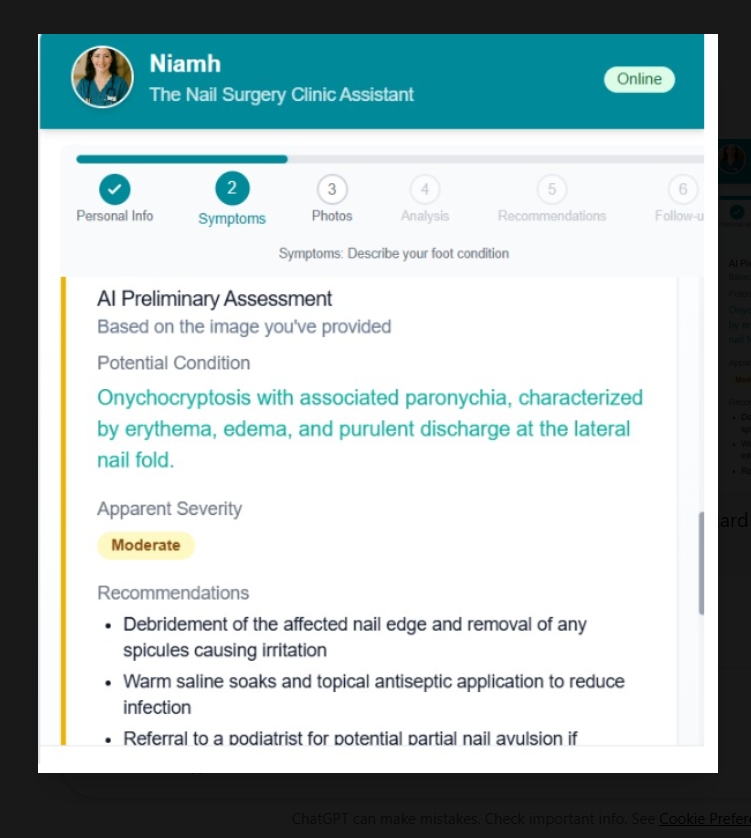 Niamh
The Nail Surgery Clinic Assistant
Online
2
3
4
5
6
Personal Info
Symptoms
Photos
Analysis
Recommendations
Follow-u
Symptoms: Describe your foot condition
AI Preliminary Assessment
Based on the image you've provided
Potential Condition
Onychocryptosis with associated paronychia, characterized
by erythema, edema, and purulent discharge at the lateral
nail fold.
Apparent Severity
Moderate
Recommendations
• Debridement of the affected nail edge and removal of any
spicules causing irritation
• Warm saline soaks and topical antiseptic application to reduce
infection
• Referral to a podiatrist for potential partial nail avulsion if
ard
ChatGPT can make mistakes. Check important info. See Cookie Prefer